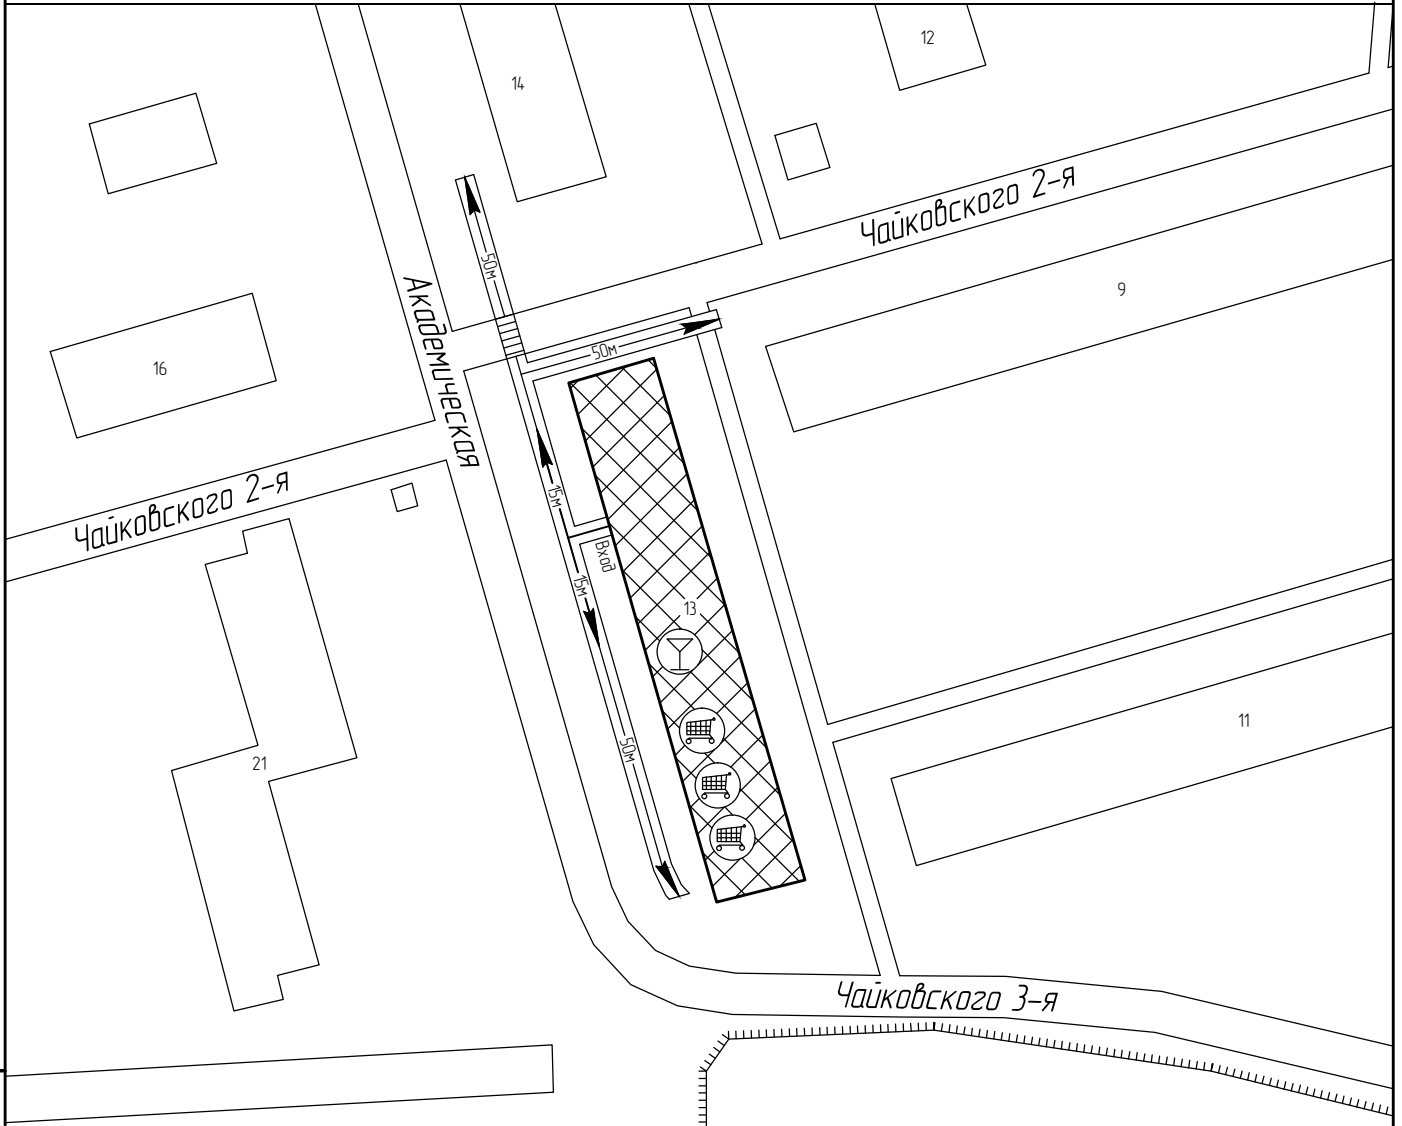 12
14
Чайковского 2-я
50м
Академическая
9
50м
16
Чайковского 2-я
15м
Вход
15м
13
11
50м
21
Чайковского 3-я